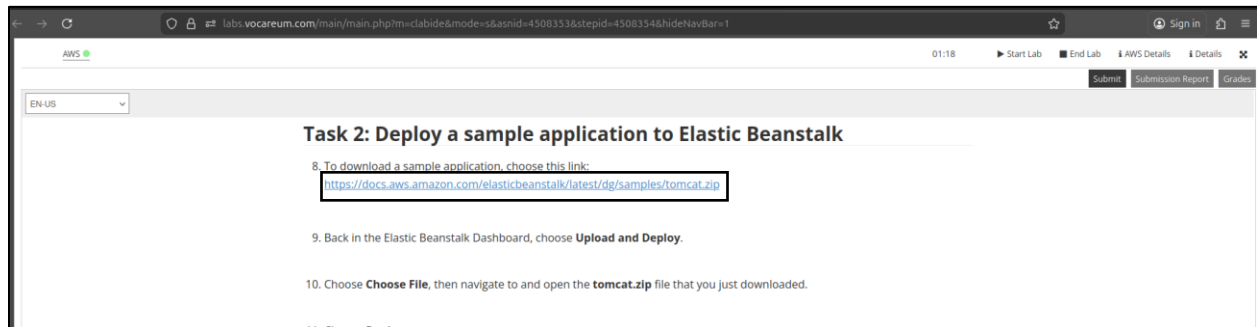 labs.vocareum.com/main/main.php?m=clabide&mode=s&asnid=4508353&stepid=4508354&hideNavBar=1
Sign in
AWS
01:18
Start Lab
End Lab
AWS Details
Details
Submit
Submission Report
Grades
EN-US
Task 2: Deploy a sample application to Elastic Beanstalk
8. To download a sample application, choose this link:
https://docs.aws.amazon.com/elasticbeanstalk/latest/dg/samples/tomcat.zip
9. Back in the Elastic Beanstalk Dashboard, choose Upload and Deploy.
10. Choose Choose File, then navigate to and open the tomcat.zip file that you just downloaded.